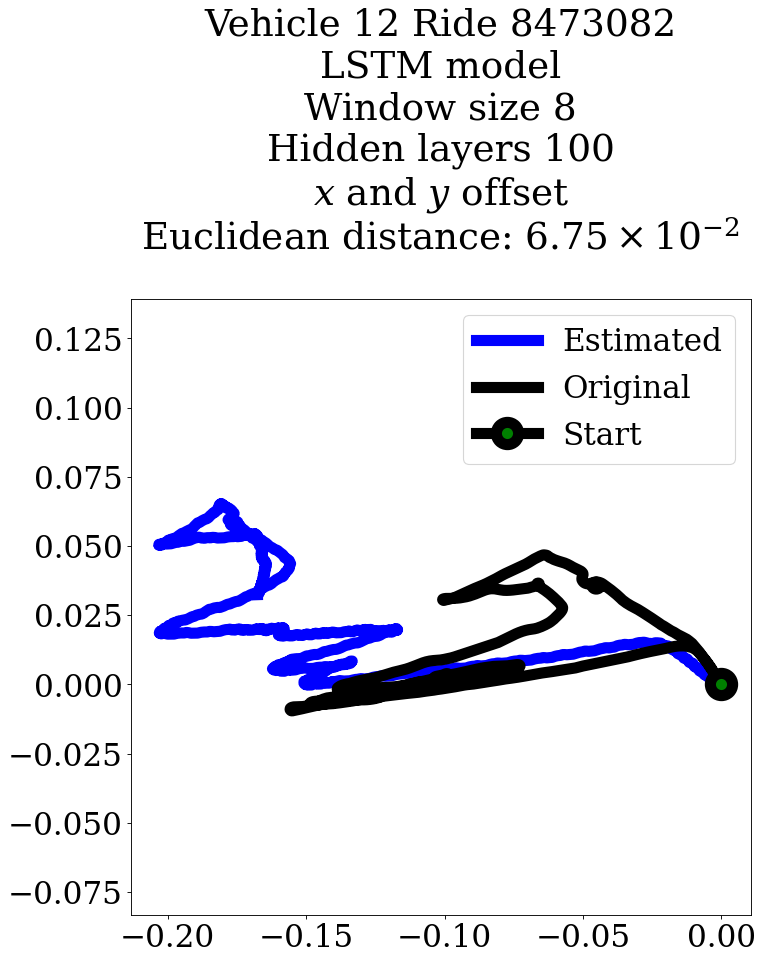 Vehicle 12 Ride 8473082
LSTM model
Window size 8
Hidden layers 100
x and y offset
Euclidean distance: 6.75 × 10⁻²
Estimated
Original
Start
0.125
0.100
0.075
0.050
0.025
0.000
−0.025
−0.050
−0.075
−0.20 −0.15 −0.10 −0.05 0.00